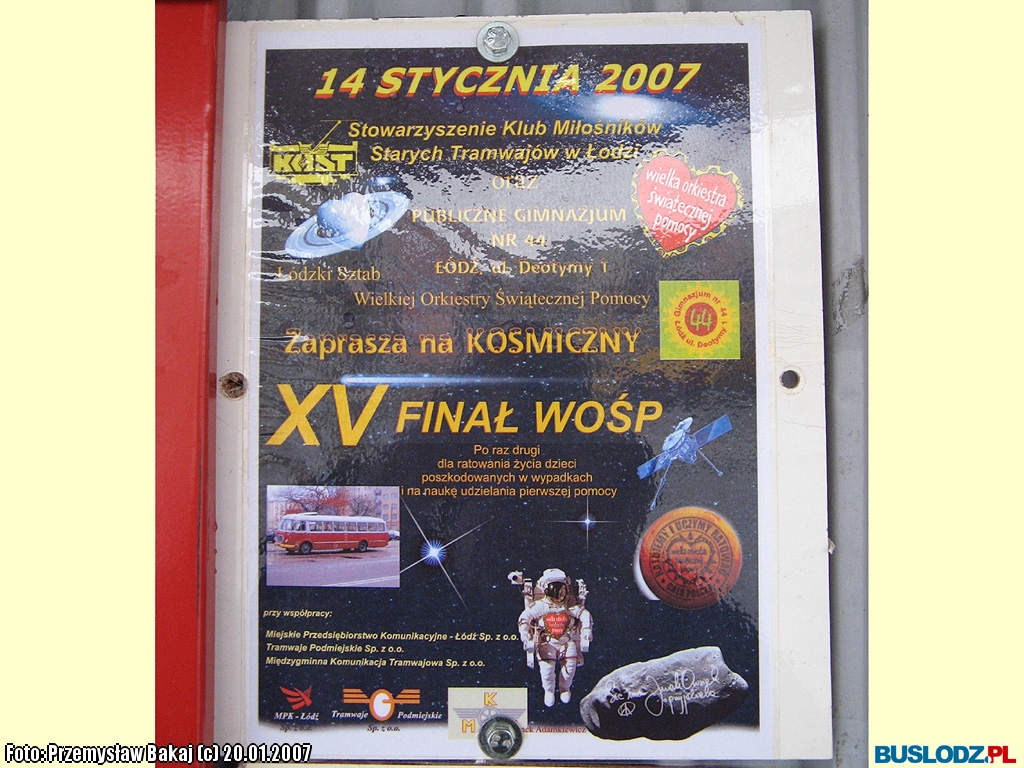 14 STYCZNIA 2007
Stowarzyszenie Klub Miłośników
Starych Tramwajów w Łodzi
KMST
oraz
wielka orkiestra
świątecznej
pomocy
PUBLICZNE GIMNAZJUM
NR 44
ŁÓDŹ, ul. Deotymy 1
Łódzki Sztab
Wielkiej Orkiestry Świątecznej Pomocy
Gimnazjum nr 44
44
Łódź ul. Deotymy 1
Zaprasza na KOSMICZNY
XV FINAŁ WOŚP
Po raz drugi
dla ratowania życia dzieci
poszkodowanych w wypadkach
i na naukę udzielania pierwszej pomocy
przy współpracy:
Miejskie Przedsiębiorstwo Komunikacyjne - Łódź Sp. z o.o.
Tramwaje Podmiejskie Sp. z o.o.
Międzygminna Komunikacja Tramwajowa Sp. z o.o.
MPK - Łódź
Sp. z o.o.
Tramwaje Podmiejskie
Sp. z o.o.
K
M
Adamkiewicz
Foto: Przemysław Bakaj (c) 20.01.2007
BUSLODZ.PL